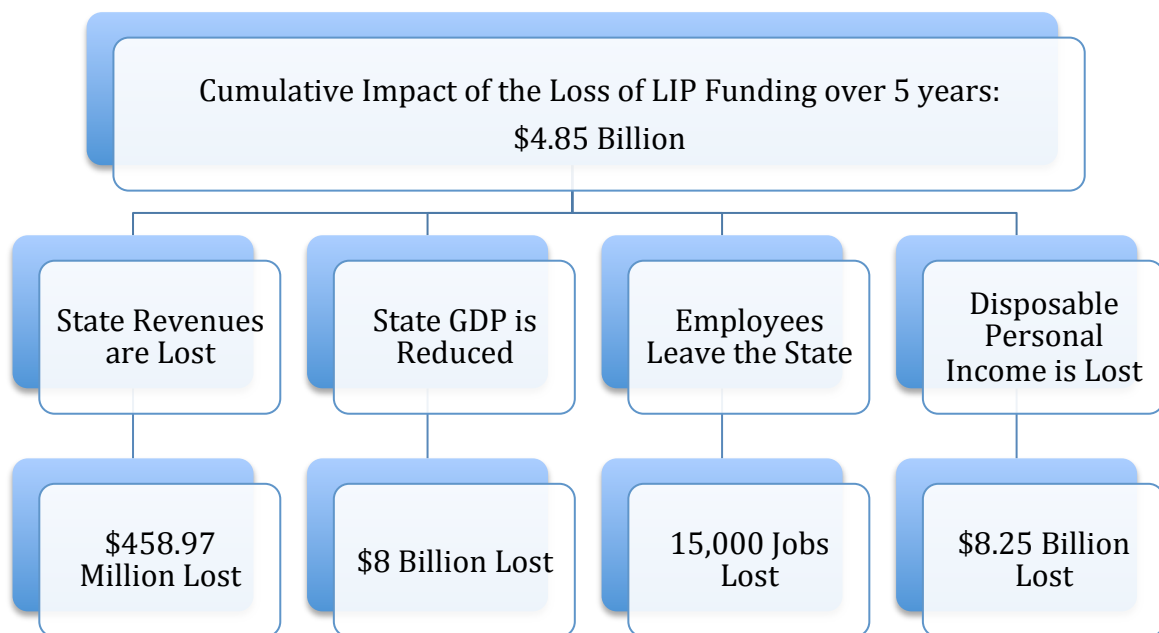 Cumulative Impact of the Loss of LIP Funding over 5 years:
$4.85 Billion
State Revenues
are Lost
State GDP is
Reduced
Employees
Leave the State
Disposable
Personal
Income is Lost
$458.97
Million Lost
$8 Billion Lost
15,000 Jobs
Lost
$8.25 Billion
Lost